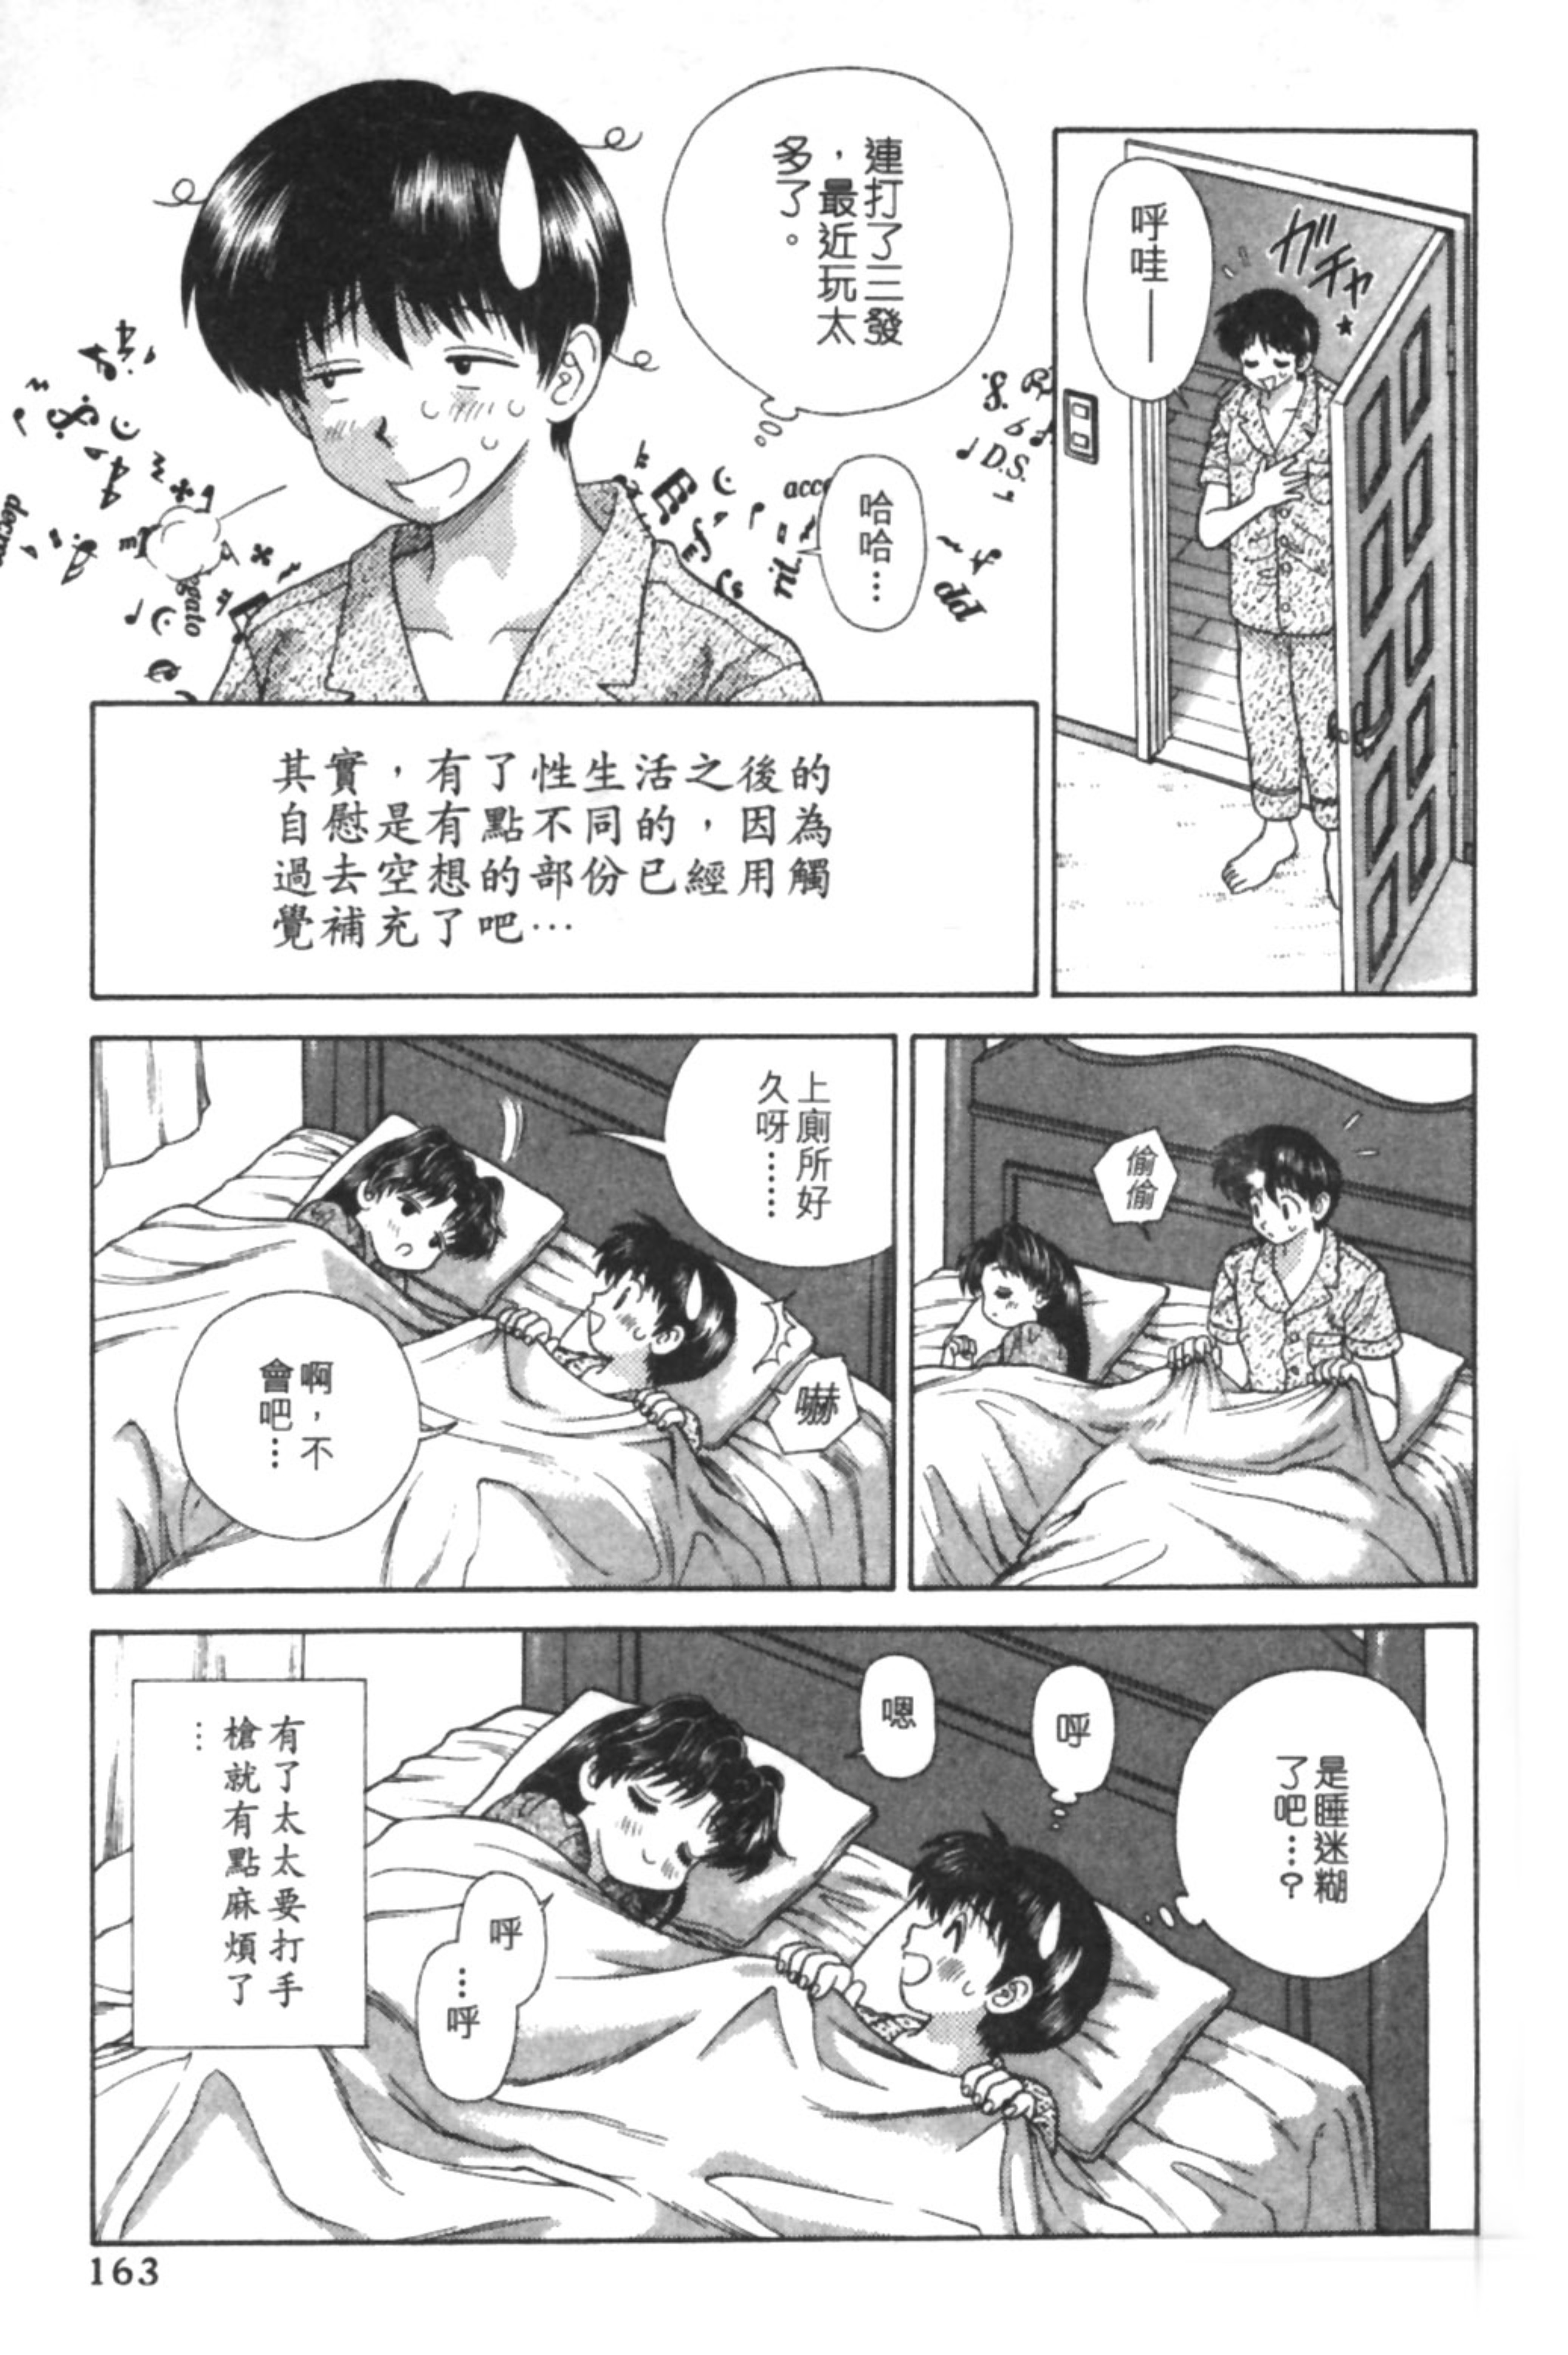 呼哇──
ガチャ★
連打了三發
，最近玩太
多了。
哈哈…
其實，有了性生活之後的
自慰是有點不同的，因為
過去空想的部份已經用觸
覺補充了吧…
偷偷
上廁所好
久呀……
嚇
啊，不
會吧…
是睡迷糊
了吧…？
呼
嗯
呼
…呼
有了太太要打手
槍就有點麻煩了
…
D.S.
rit.
dd
163